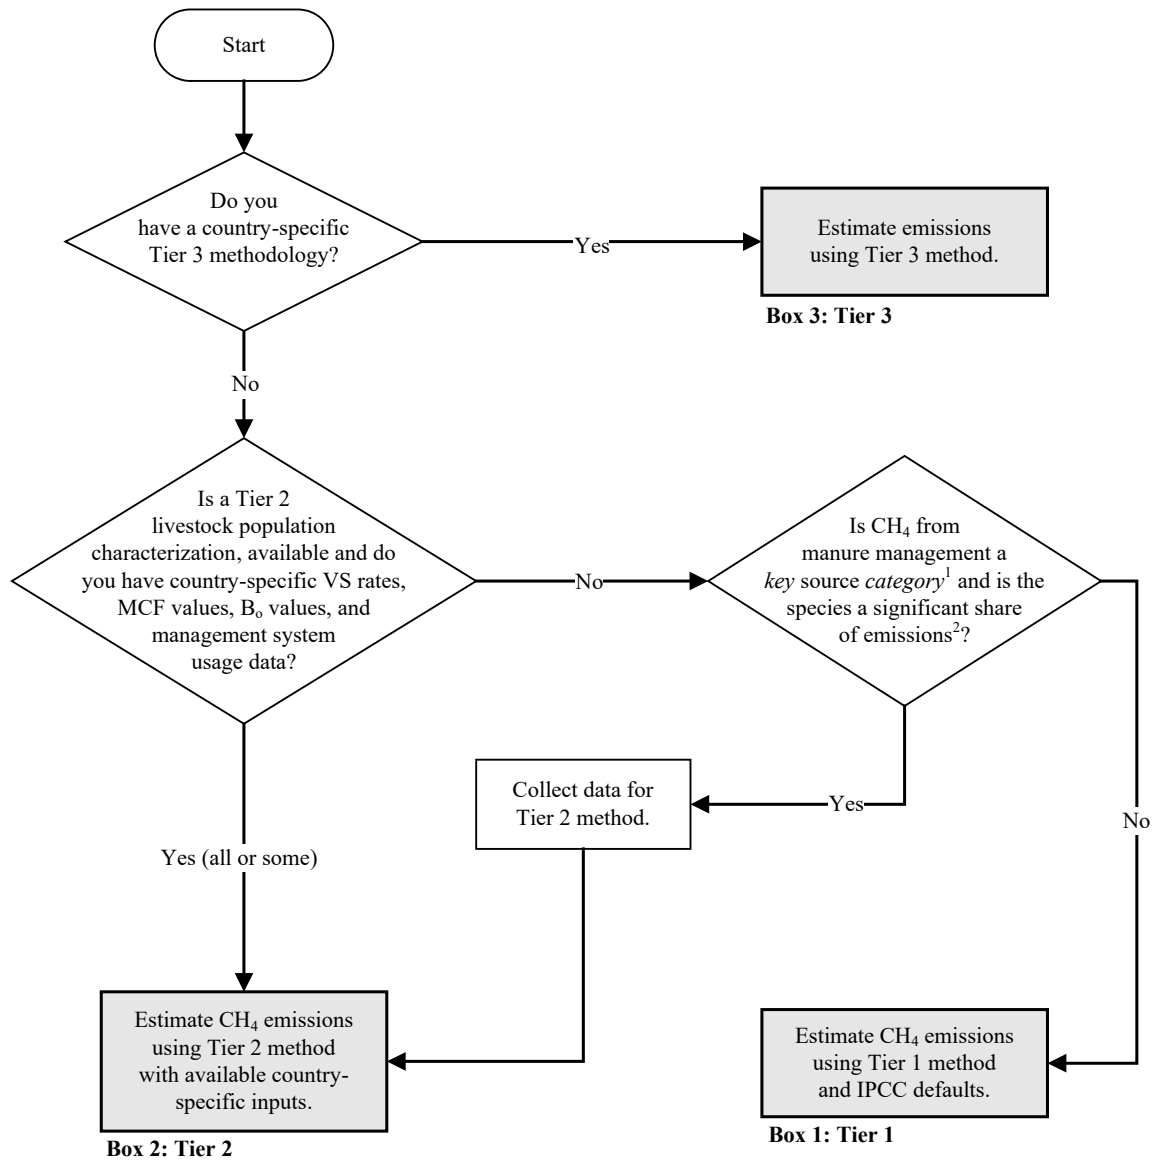 Start
Do you
have a country-specific
Tier 3 methodology?
Yes
Estimate emissions
using Tier 3 method.
Box 3: Tier 3
No
Is a Tier 2
livestock population
characterization, available and do
you have country-specific VS rates,
MCF values, Bₒ values, and
management system
usage data?
No
Is CH₄ from
manure management a
key source category¹ and is the
species a significant share
of emissions²?
Collect data for
Tier 2 method.
Yes
No
Yes (all or some)
Estimate CH₄ emissions
using Tier 2 method
with available country-
specific inputs.
Box 2: Tier 2
Estimate CH₄ emissions
using Tier 1 method
and IPCC defaults.
Box 1: Tier 1